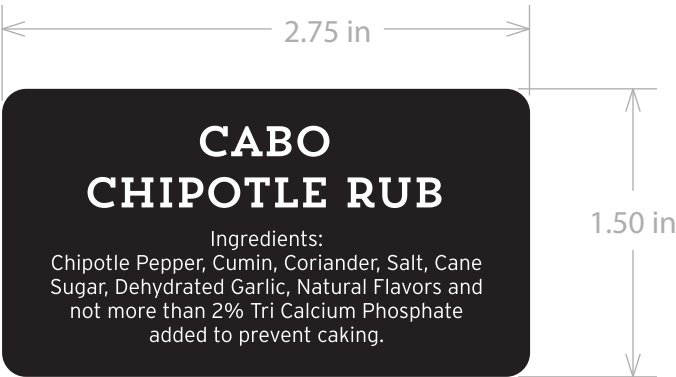 2.75 in
CABO
CHIPOTLE RUB
Ingredients:
Chipotle Pepper, Cumin, Coriander, Salt, Cane
Sugar, Dehydrated Garlic, Natural Flavors and
not more than 2% Tri Calcium Phosphate
added to prevent caking.
1.50 in